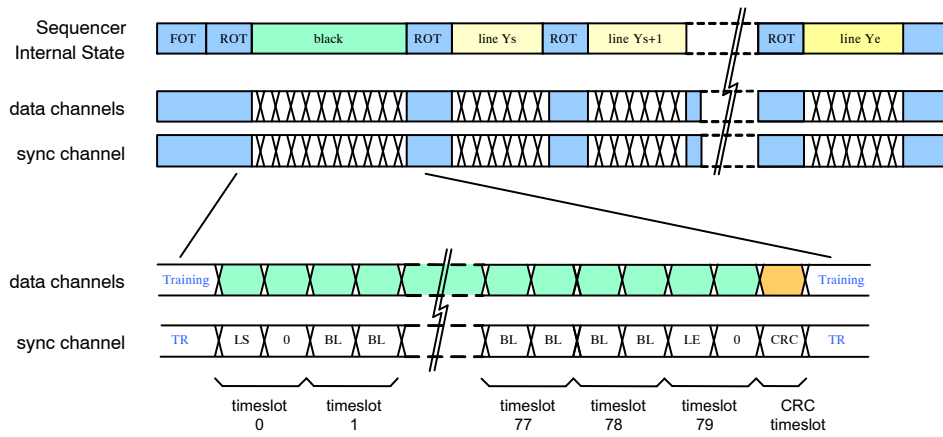 Sequencer
Internal State
FOT ROT black ROT line Ys ROT line Ys+1 ROT line Ye
data channels
sync channel
data channels Training Training
sync channel TR LS 0 BL BL BL BL BL BL LE 0 CRC TR
timeslot timeslot timeslot timeslot timeslot CRC
0 1 77 78 79 timeslot